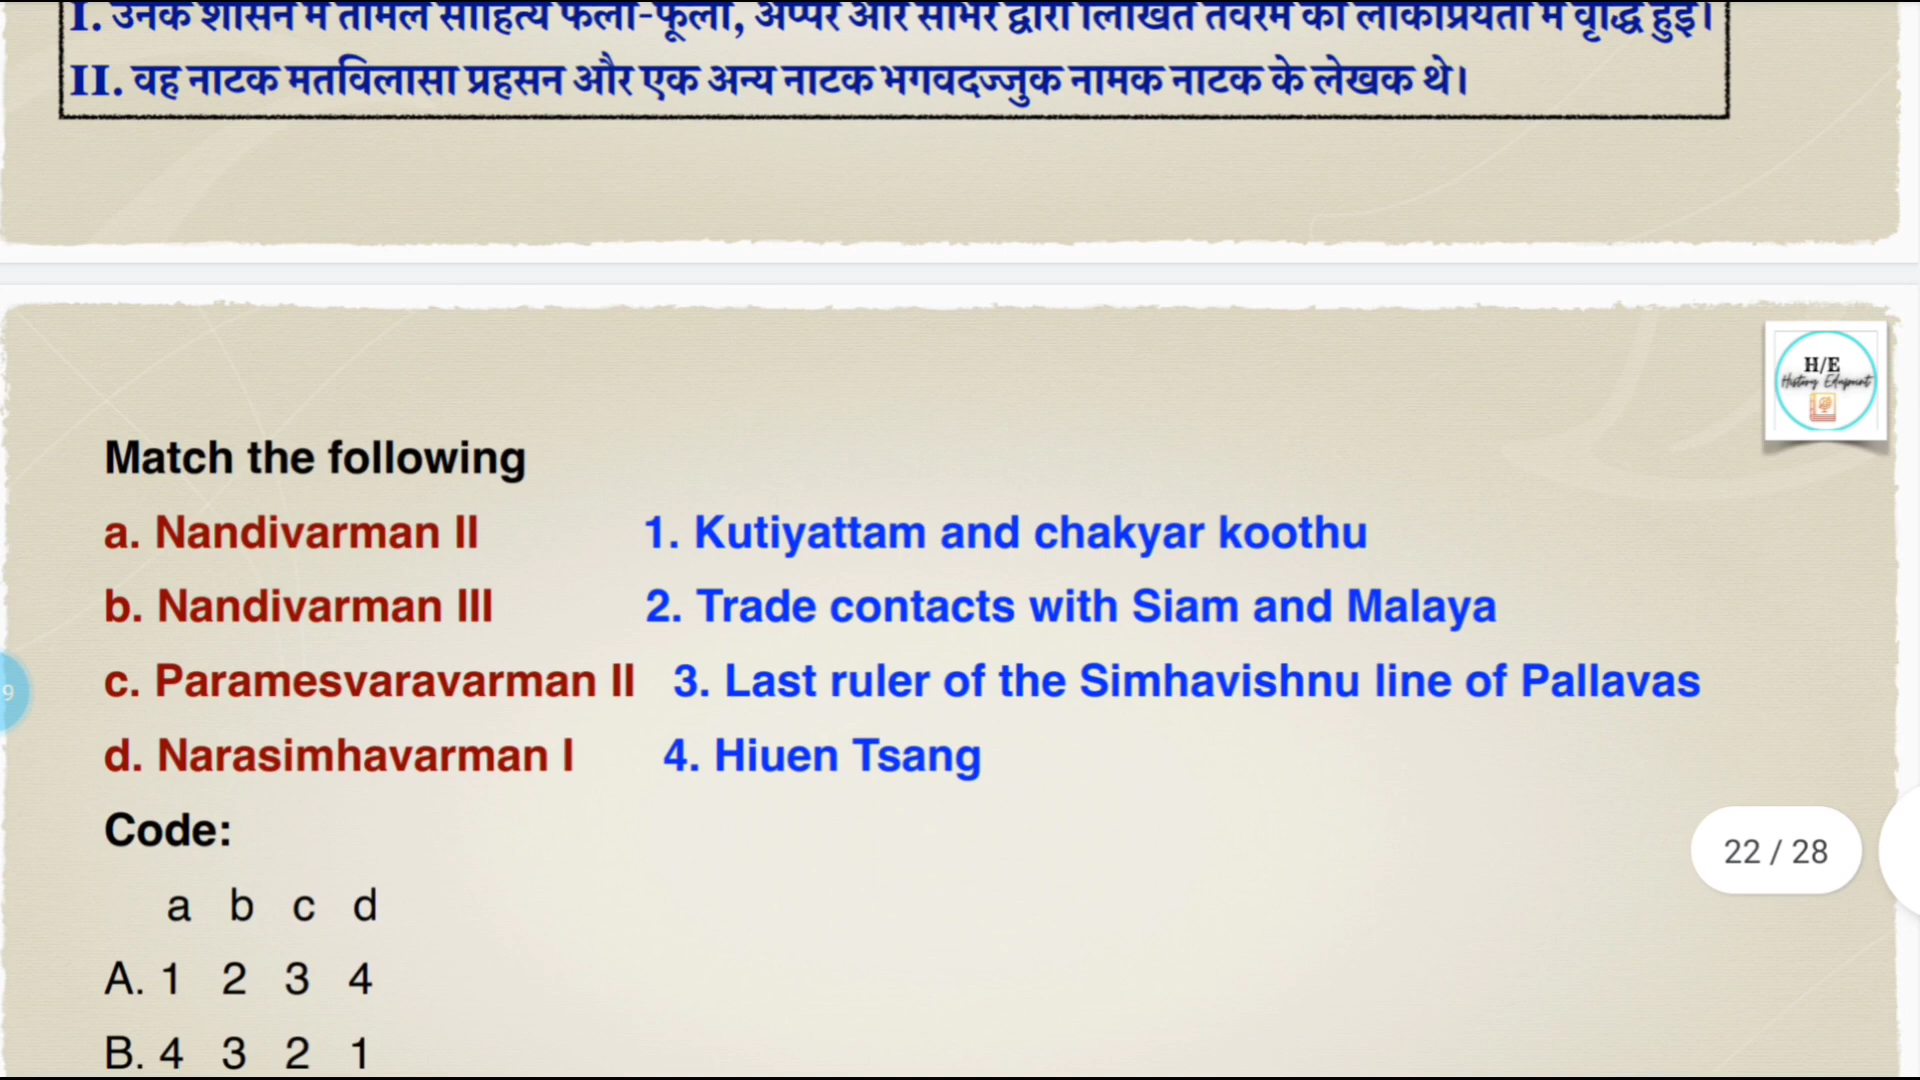 I. उनके शासन में तमिल साहित्य फला-फूला, अप्पर और सांभर द्वारा लिखित तेवरम की लोकप्रियता में वृद्धि हुई।
II. वह नाटक मतविलासा प्रहसन और एक अन्य नाटक भगवदज्जुक नामक नाटक के लेखक थे।
H/E
History Edupoint
Match the following
a. Nandivarman II 1. Kutiyattam and chakyar koothu
b. Nandivarman III 2. Trade contacts with Siam and Malaya
c. Paramesvaravarman II 3. Last ruler of the Simhavishnu line of Pallavas
9
d. Narasimhavarman I 4. Hiuen Tsang
Code:
22 / 28
a b c d
A. 1 2 3 4
B. 4 3 2 1